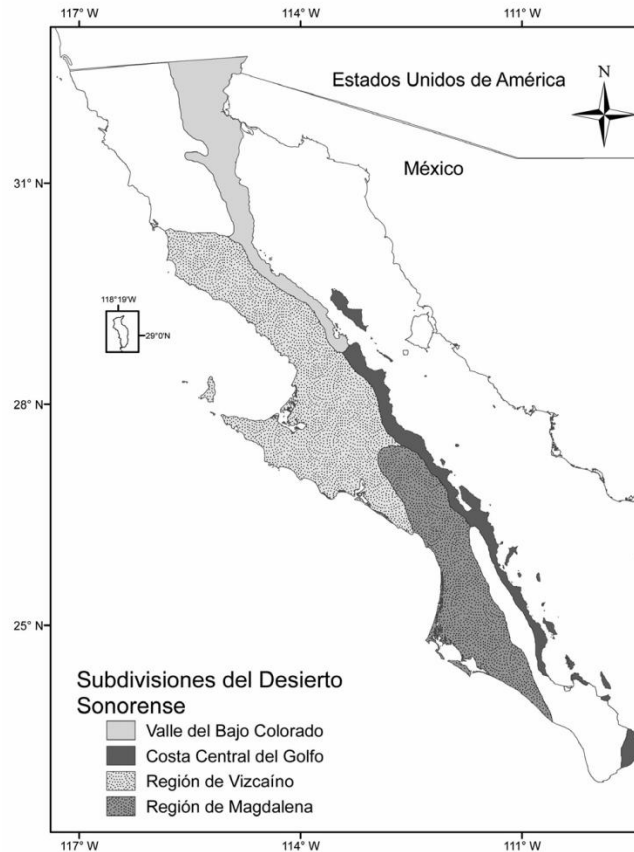 117° W
114° W
111° W
Estados Unidos de América
N
México
31° N
118°19'W
29°0'N
28° N
25° N
Subdivisiones del Desierto
Sonorense
Valle del Bajo Colorado
Costa Central del Golfo
Región de Vizcaíno
Región de Magdalena
117° W
114° W
111° W